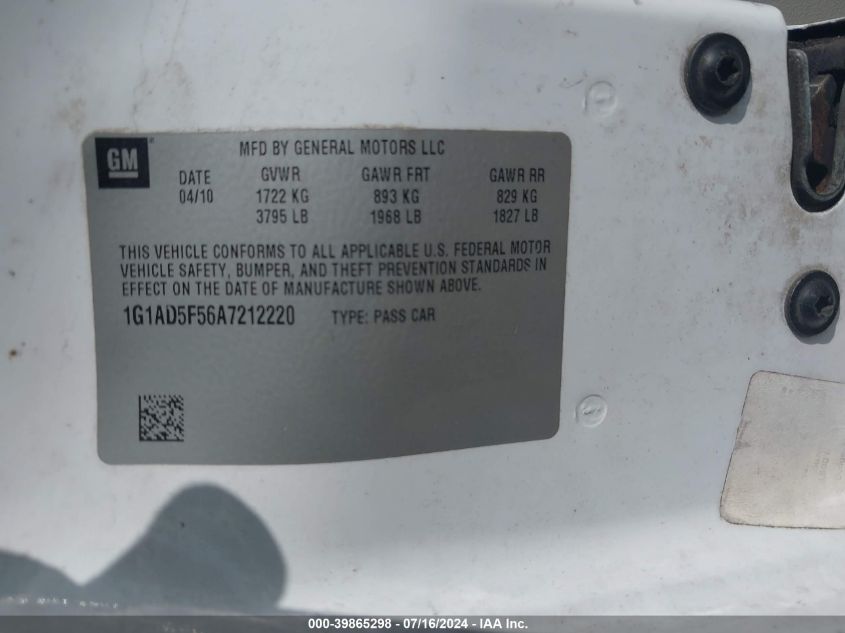 GM
MFD BY GENERAL MOTORS LLC
DATE GVWR GAWR FRT GAWR RR
04/10 1722 KG 893 KG 829 KG
3795 LB 1968 LB 1827 LB
THIS VEHICLE CONFORMS TO ALL APPLICABLE U.S. FEDERAL MOTOR
VEHICLE SAFETY, BUMPER, AND THEFT PREVENTION STANDARDS IN
EFFECT ON THE DATE OF MANUFACTURE SHOWN ABOVE.
1G1AD5F56A7212220 TYPE: PASS CAR
000-39865298 - 07/16/2024 - IAA Inc.